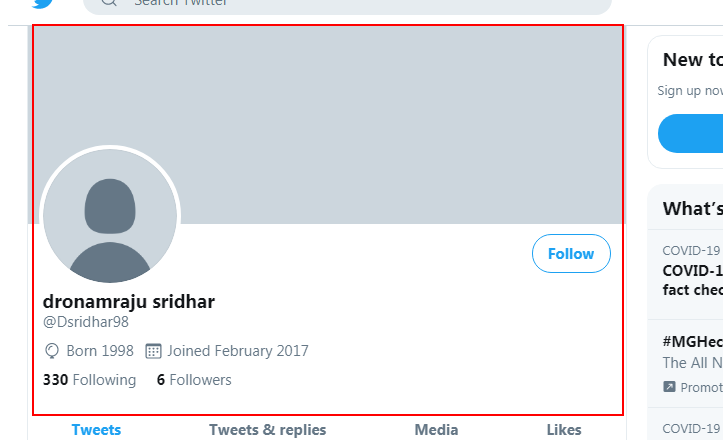 Search Twitter
New to
Sign up now
Follow
dronamraju sridhar
@Dsridhar98
Born 1998 Joined February 2017
330 Following 6 Followers
Tweets Tweets & replies Media Likes
What's
COVID-19
COVID-1
fact chec
#MGHec
The All N
Promot
COVID-19